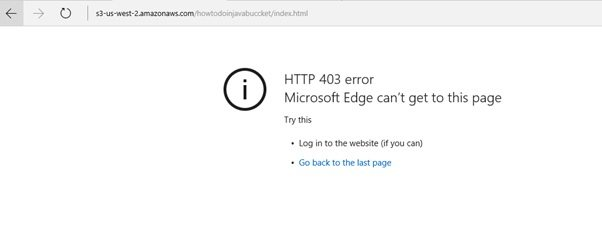 s3-us-west-2.amazonaws.com/howtodoinjavabuccket/index.html
i
HTTP 403 error
Microsoft Edge can't get to this page
Try this
• Log in to the website (if you can)
• Go back to the last page